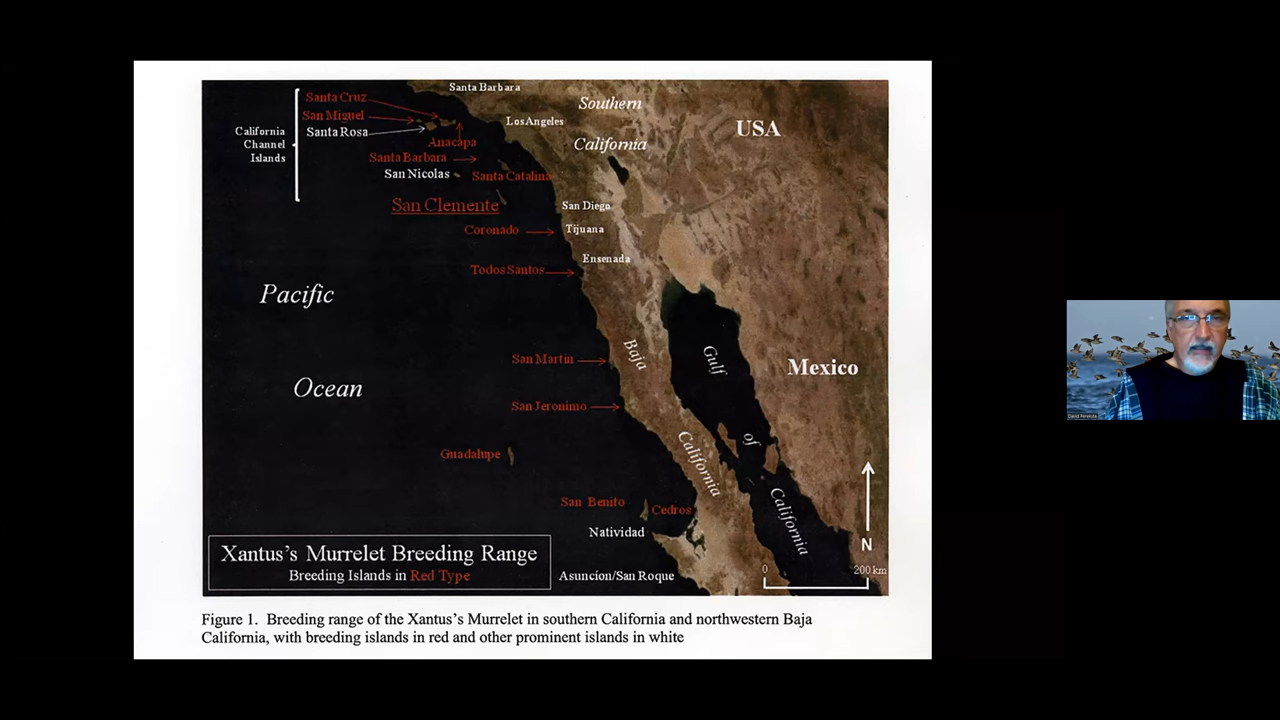 Santa Barbara
Santa Cruz
San Miguel
Santa Rosa
California
Channel
Islands
Anacapa
Santa Barbara
San Nicolas
Santa Catalina
San Clemente
Los Angeles
Southern
California
USA
San Diego
Coronado
Tijuana
Ensenada
Todos Santos
Pacific
Ocean
San Martin
San Jeronimo
Guadalupe
San Benito
Cedros
Natividad
Asuncion/San Roque
Baja
California
Gulf
of
California
Mexico
N
0
200 km
Xantus's Murrelet Breeding Range
Breeding Islands in Red Type
Figure 1. Breeding range of the Xantus's Murrelet in southern California and northwestern Baja
California, with breeding islands in red and other prominent islands in white